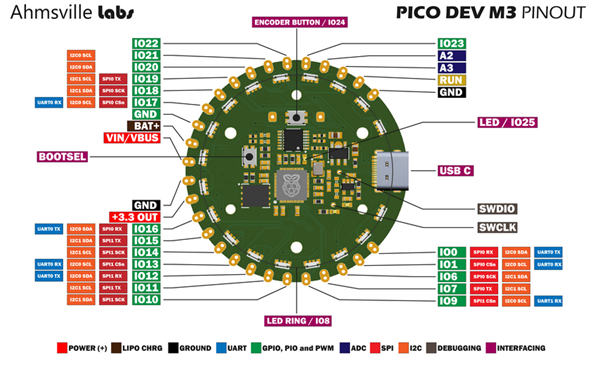 Ahmsville Labs
PICO DEV M3 PINOUT
ENCODER BUTTON / IO24
IO22
I2C0 SCL IO21
I2C0 SDA IO20
I2C1 SCL SPI0 TX IO19
I2C1 SDA SPI0 SCK IO18
UART0 RX I2C0 SCL SPI0 CSn IO17
GND
BAT+
VIN/VBUS
BOOTSEL
GND
+3.3 OUT
UART0 TX I2C0 SDA SPI0 RX IO16
I2C1 SCL SPI1 TX IO15
I2C1 SDA SPI1 SCK IO14
UART0 RX I2C0 SCL SPI1 CSn IO13
UART0 TX I2C0 SDA SPI1 RX IO12
I2C1 SCL SPI1 TX IO11
I2C1 SDA SPI1 SCK IO10
IO23
A2
A3
RUN
GND
LED / IO25
USB C
SWDIO
SWCLK
IO0 SPI0 RX I2C0 SDA UART0 TX
IO1 SPI0 CSn I2C0 SCL UART0 RX
IO6 SPI0 SCK I2C1 SDA
IO7 SPI0 TX I2C1 SCL
IO9 SPI1 CSn I2C0 SCL UART1 RX
LED RING / IO8
POWER (+) LIPO CHRG GROUND UART GPIO, PIO and PWM ADC SPI I2C DEBUGGING INTERFACING